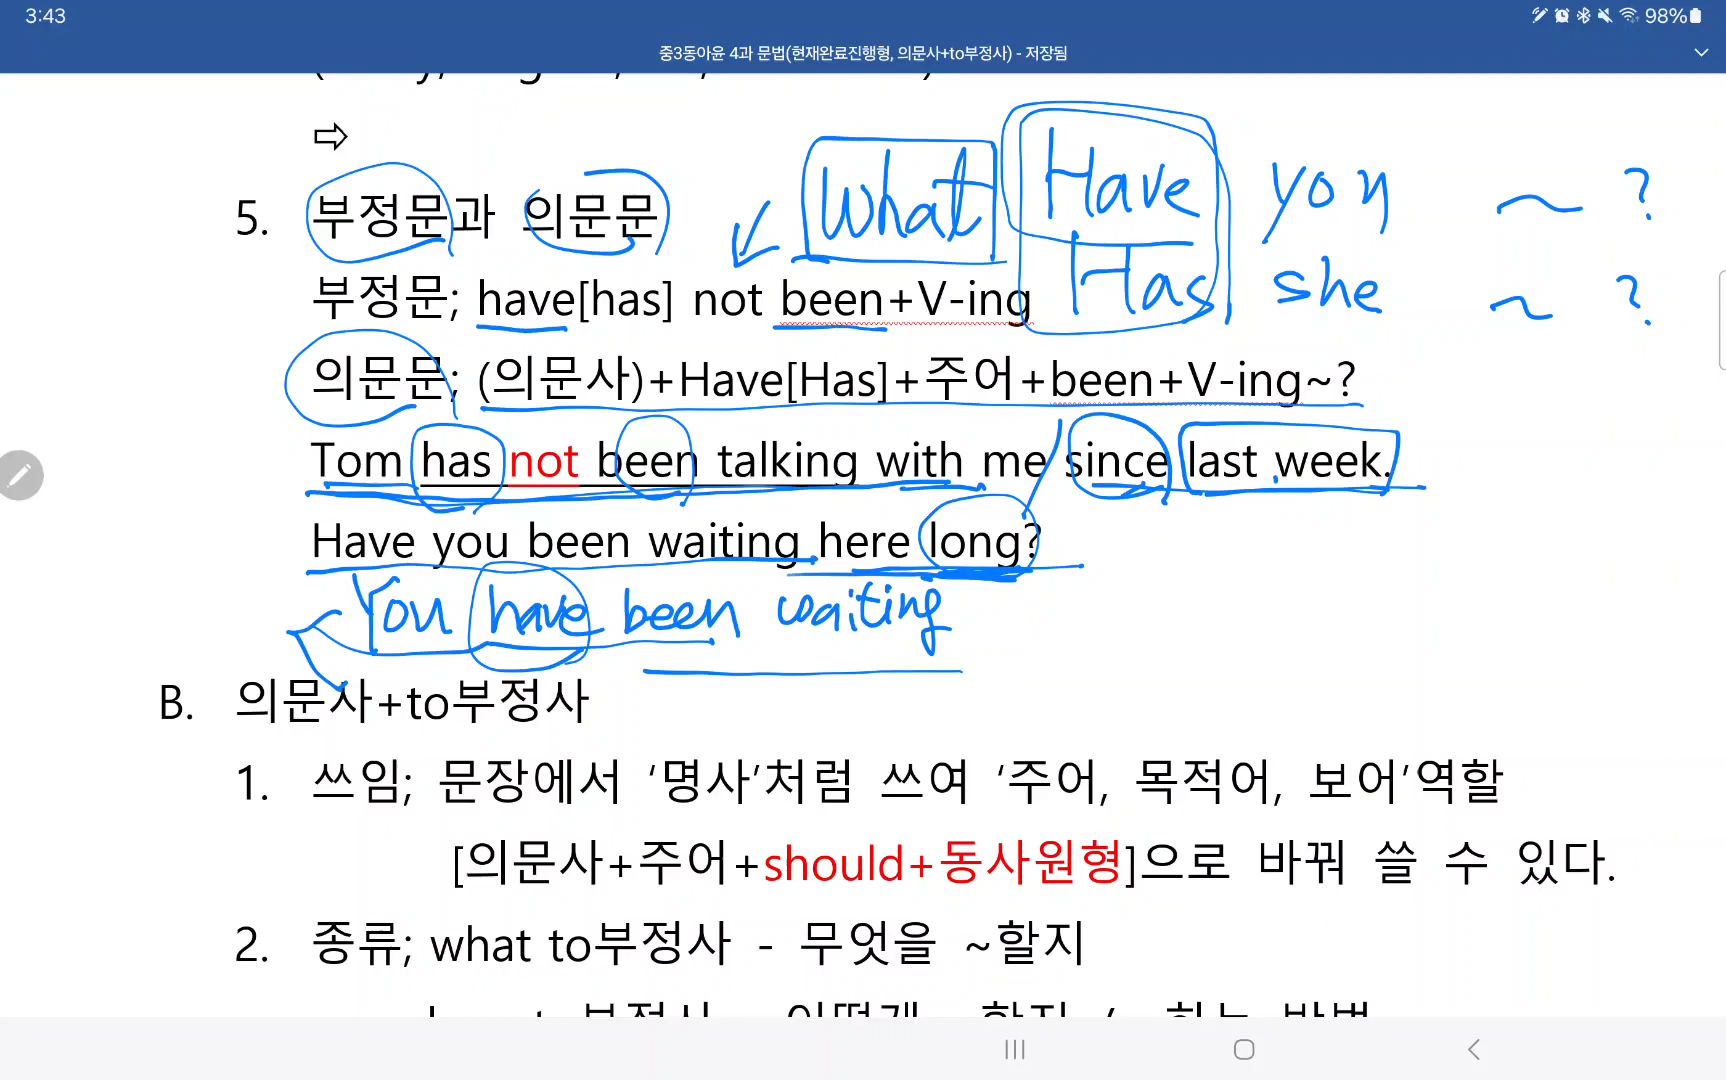 3:43
98%
중3동아윤 4과 문법(현재완료진행형, 의문사+to부정사) - 저장됨
⇨
What Have you ~ ?
5. 부정문과 의문문
Has she ~ ?
부정문; have[has] not been+V-ing
의문문; (의문사)+Have[Has]+주어+been+V-ing~?
Tom has not been talking with me since last week.
Have you been waiting here long?
You have been waiting
B. 의문사+to부정사
1. 쓰임; 문장에서 ‘명사’처럼 쓰여 ‘주어, 목적어, 보어’역할
[의문사+주어+should+동사원형]으로 바꿔 쓸 수 있다.
2. 종류; what to부정사 - 무엇을 ~할지